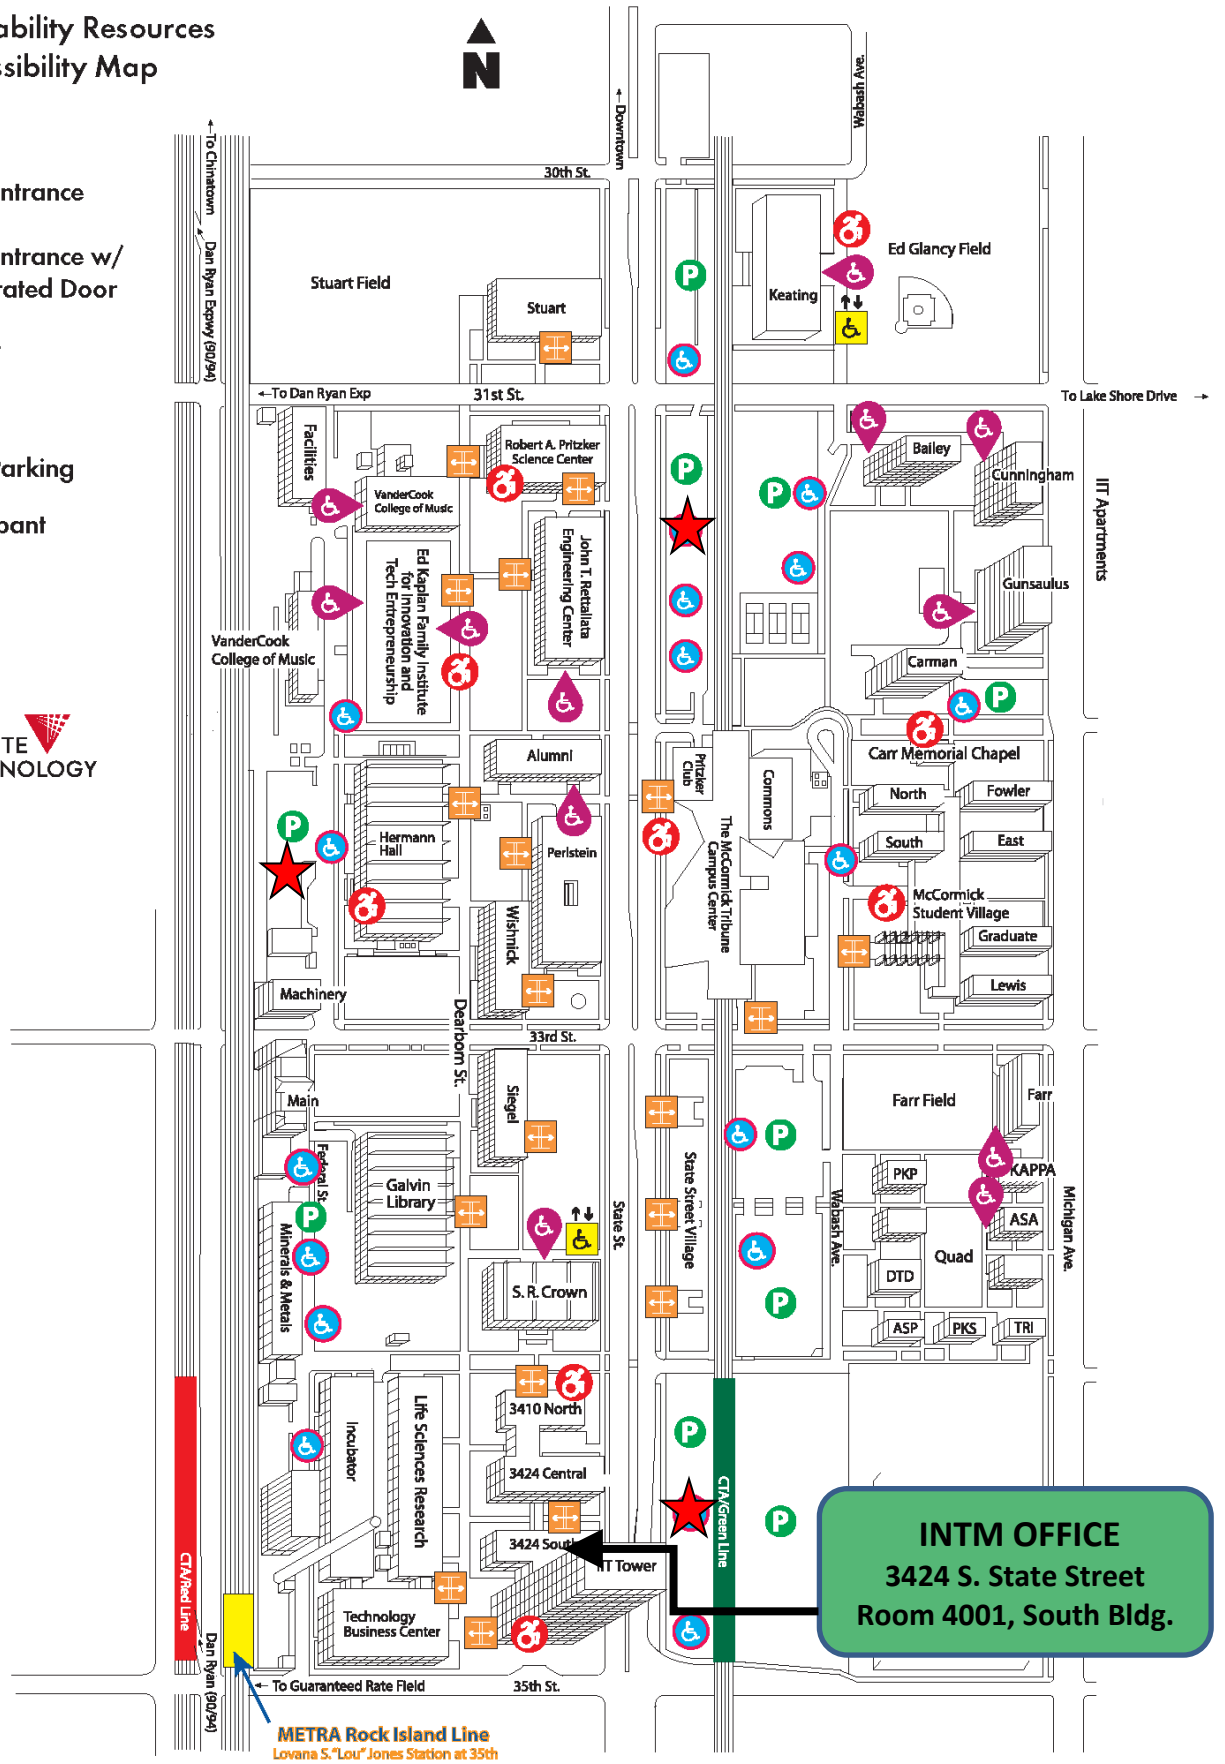 ability Resources
ssibility Map
N
ntrance
ntrance w/
rated Door
Parking
pant
TE
NOLOGY
To Chinatown
Dan Ryan Expwy (90/94)
Downtown
Wabash Ave.
30th St.
Stuart Field
Stuart
P
Keating
Ed Glancy Field
To Dan Ryan Exp
31st St.
To Lake Shore Drive
Facilities
Robert A. Pritzker
Science Center
VanderCook
College of Music
P
P
Bailey
Cunningham
IIT Apartments
Ed Kaplan Family Institute
for Innovation and
Tech Entrepreneurship
John T. Rettaliata
Engineering Center
Gunsaulus
VanderCook
College of Music
Carman
P
Alumni
Pritzker
Club
Commons
Carr Memorial Chapel
North
Fowler
P
Hermann
Hall
Perlstein
The McCormick Tribune
Campus Center
South
East
McCormick
Student Village
Wishnick
Graduate
Machinery
Lewis
Dearborn St.
33rd St.
Main
Siegel
Farr Field
Farr
P
Federal St.
Galvin
Library
State Street Village
PKP
KAPPA
P
Minerals & Metals
State St.
Wabash Ave.
Michigan Ave.
ASA
Quad
S. R. Crown
DTD
P
ASP
PKS
TRI
Incubator
Life Sciences Research
3410 North
P
3424 Central
CTA/Green Line
P
3424 South
IIT Tower
INTM OFFICE
3424 S. State Street
Room 4001, South Bldg.
CTA/Red Line
Technology
Business Center
Dan Ryan (90/94)
To Guaranteed Rate Field
35th St.
METRA Rock Island Line
Lovana S. "Lou" Jones Station at 35th